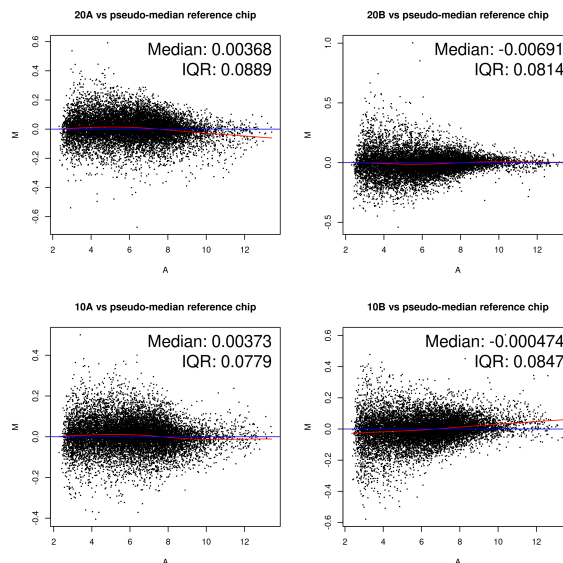 20A vs pseudo-median reference chip
Median: 0.00368
IQR: 0.0889
0.6
0.4
0.2
0.0
-0.2
-0.4
-0.6
M
2 4 6 8 10 12
A
20B vs pseudo-median reference chip
Median: -0.00691
IQR: 0.0814
1.0
0.5
0.0
-0.5
M
2 4 6 8 10 12
A
10A vs pseudo-median reference chip
Median: 0.00373
IQR: 0.0779
0.4
0.2
0.0
-0.2
-0.4
M
2 4 6 8 10 12
A
10B vs pseudo-median reference chip
Median: -0.000474
IQR: 0.0847
0.6
0.4
0.2
0.0
-0.2
-0.4
-0.6
M
2 4 6 8 10 12
A